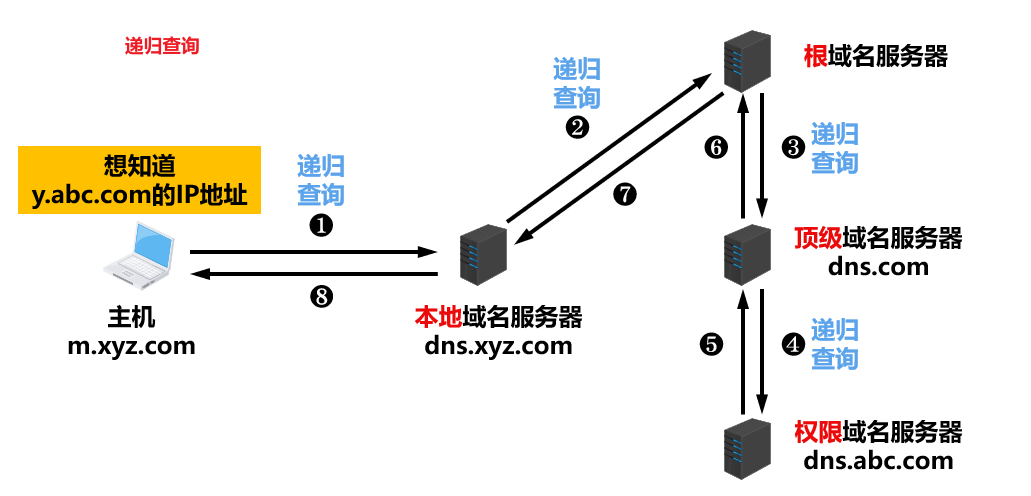 递归查询
想知道
y.abc.com的IP地址
递归
查询
❶
❽
主机
m.xyz.com
本地域名服务器
dns.xyz.com
递归
查询
❷
❼
根域名服务器
❻
❸
递归
查询
顶级域名服务器
dns.com
❺
❹
递归
查询
权限域名服务器
dns.abc.com